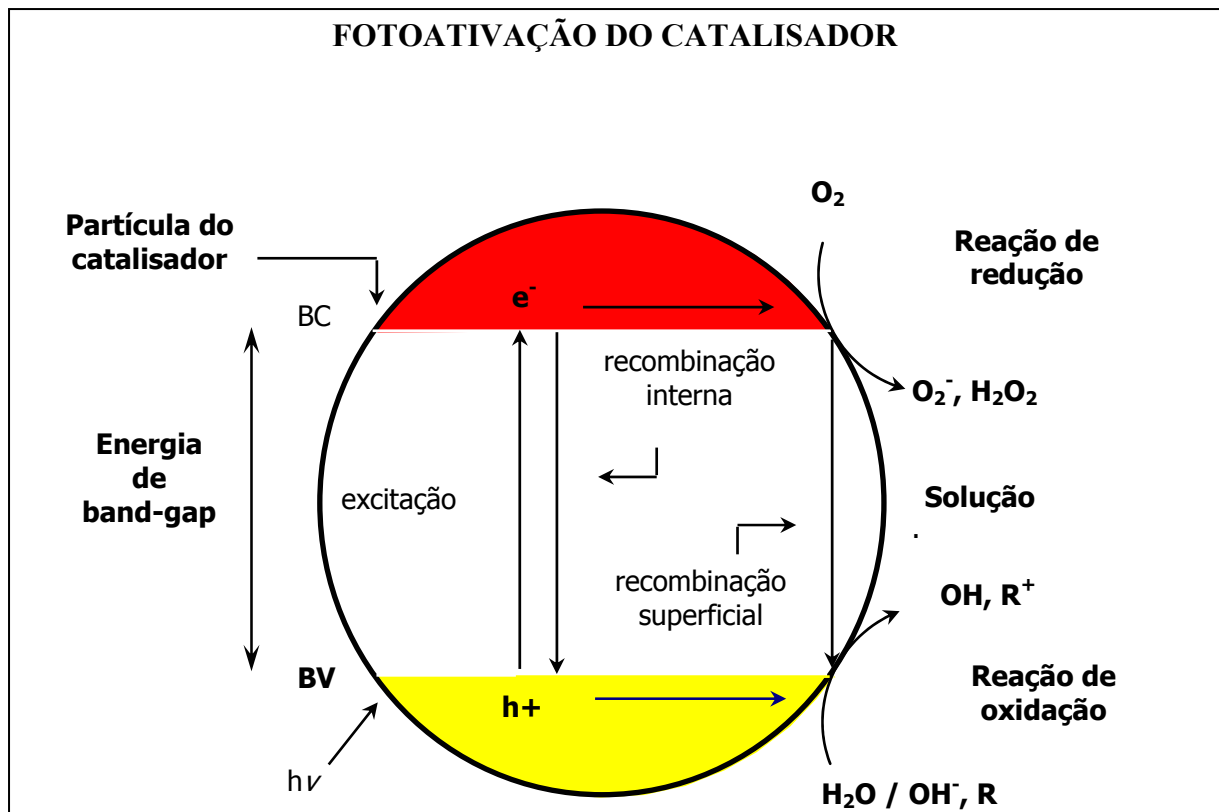 FOTOATIVAÇÃO DO CATALISADOR
O₂
Partícula do
catalisador
Reação de
redução
e⁻
BC
recombinação
interna
O₂⁻, H₂O₂
Energia
de
band-gap
excitação
Solução
.
recombinação
superficial
OH, R⁺
BV
h+
Reação de
oxidação
hν
H₂O / OH⁻, R